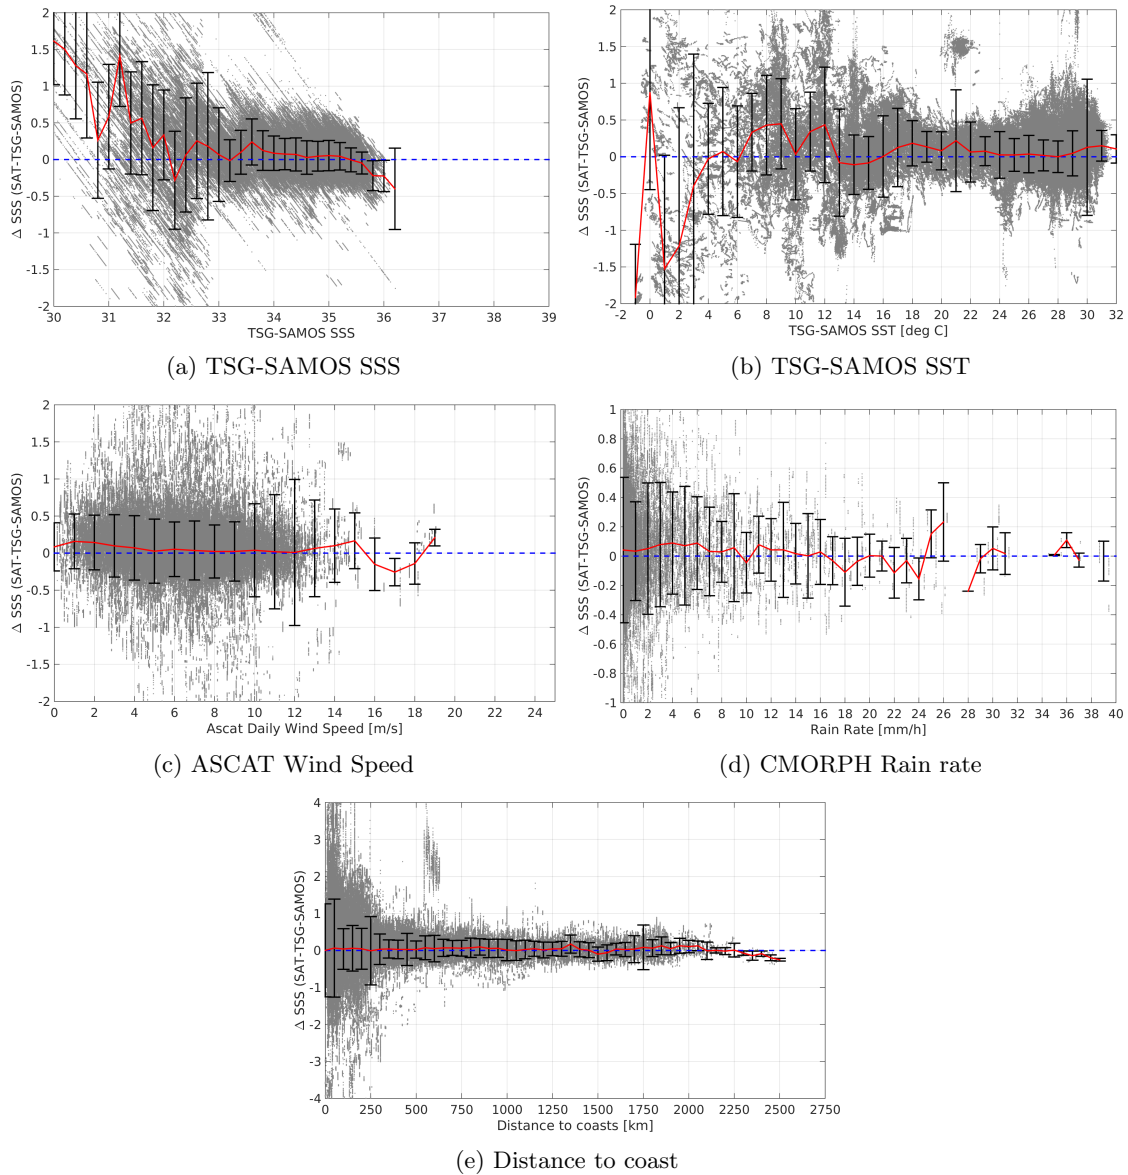 2
1.5
1
0.5
0
-0.5
-1
-1.5
-2
Δ SSS (SAT-TSG-SAMOS)
30 31 32 33 34 35 36 37 38 39
TSG-SAMOS SSS
(a) TSG-SAMOS SSS
2
1.5
1
0.5
0
-0.5
-1
-1.5
-2
Δ SSS (SAT-TSG-SAMOS)
-2 0 2 4 6 8 10 12 14 16 18 20 22 24 26 28 30 32
TSG-SAMOS SST [deg C]
(b) TSG-SAMOS SST
2
1.5
1
0.5
0
-0.5
-1
-1.5
-2
Δ SSS (SAT-TSG-SAMOS)
0 2 4 6 8 10 12 14 16 18 20 22 24
Ascat Daily Wind Speed [m/s]
(c) ASCAT Wind Speed
1
0.8
0.6
0.4
0.2
0
-0.2
-0.4
-0.6
-0.8
-1
Δ SSS (SAT-TSG-SAMOS)
0 2 4 6 8 10 12 14 16 18 20 22 24 26 28 30 32 34 36 38 40
Rain Rate [mm/h]
(d) CMORPH Rain rate
4
3
2
1
0
-1
-2
-3
-4
Δ SSS (SAT-TSG-SAMOS)
0 250 500 750 1000 1250 1500 1750 2000 2250 2500 2750
Distance to coasts [km]
(e) Distance to coast